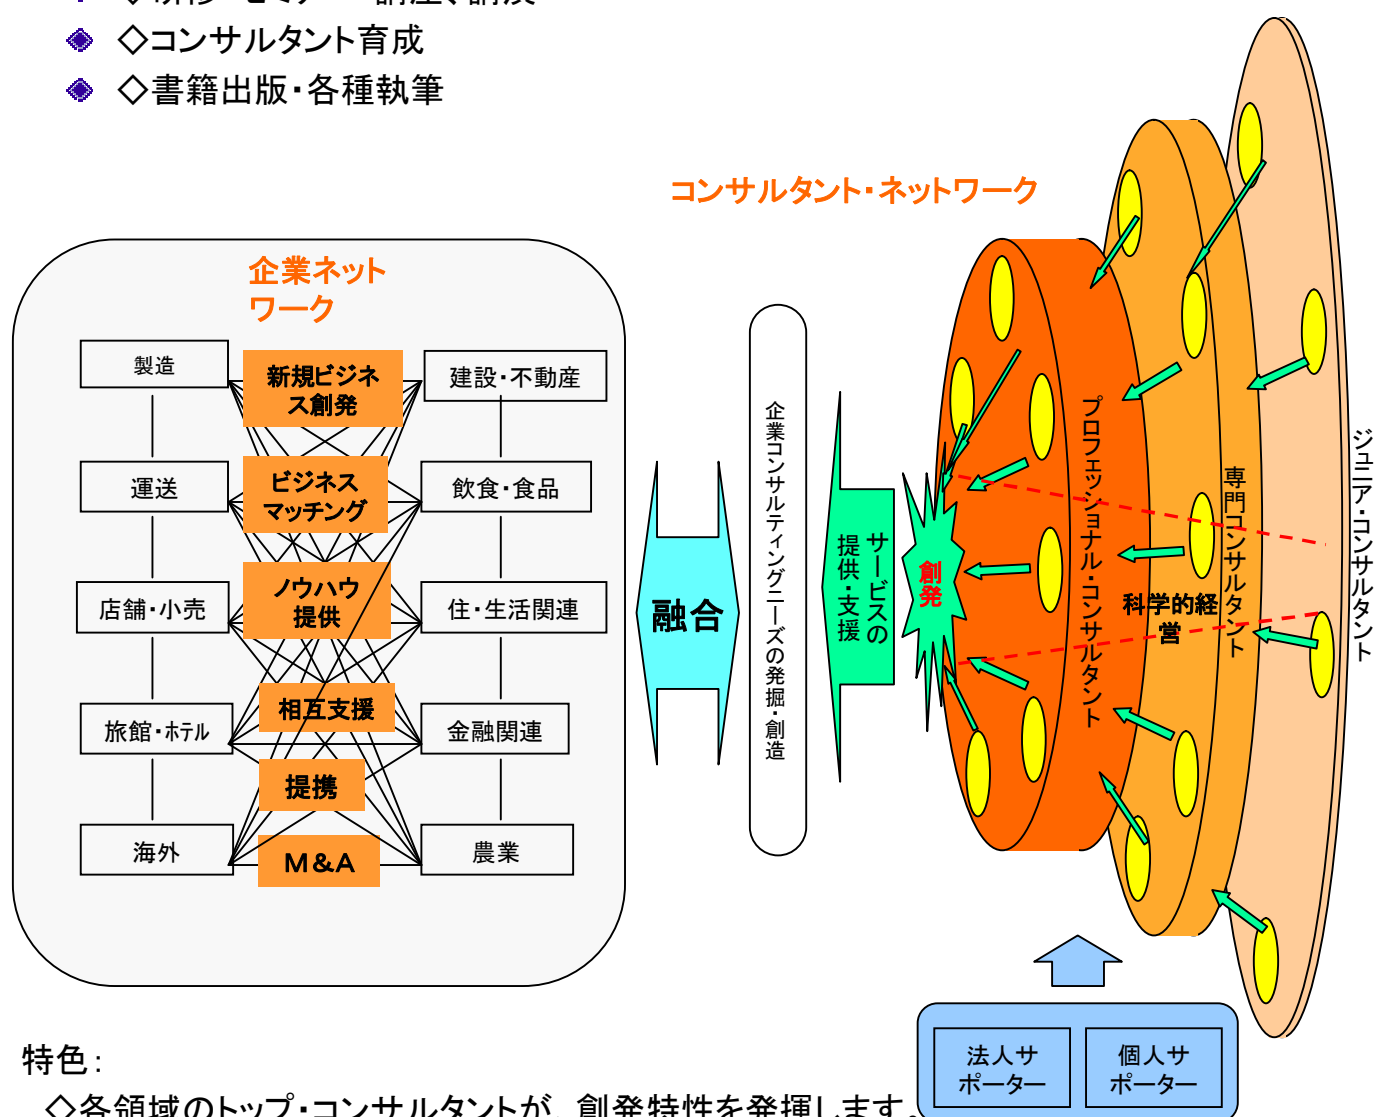 ◇研修・セミナー・講座、講演
◇コンサルタント育成
◇書籍出版・各種執筆
コンサルタント・ネットワーク
企業ネット
ワーク
製造
運送
店舗・小売
旅館・ﾎﾃﾙ
海外
新規ビジネ
ス創発
ビジネス
マッチング
ノウハウ
提供
相互支援
提携
M&A
建設・不動産
飲食・食品
住・生活関連
金融関連
農業
融合
企業コンサルティングニーズの発掘・創造
サービスの
提供・支援
創発
プロフェッショナル・コンサルタント
科学的経
営
専門コンサルタント
ジュニア・コンサルタント
法人サ
ポーター
個人サ
ポーター
特色：
◇各領域のトップ・コンサルタントが、創発特性を発揮します。